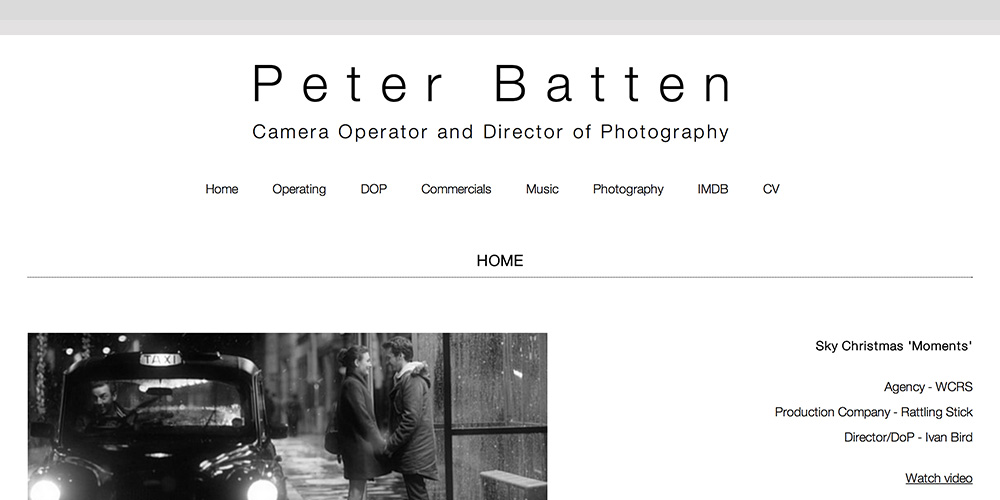 Peter Batten
Camera Operator and Director of Photography
Home Operating DOP Commercials Music Photography IMDB CV
HOME
TAXI
Sky Christmas 'Moments'
Agency - WCRS
Production Company - Rattling Stick
Director/DoP - Ivan Bird
Watch video